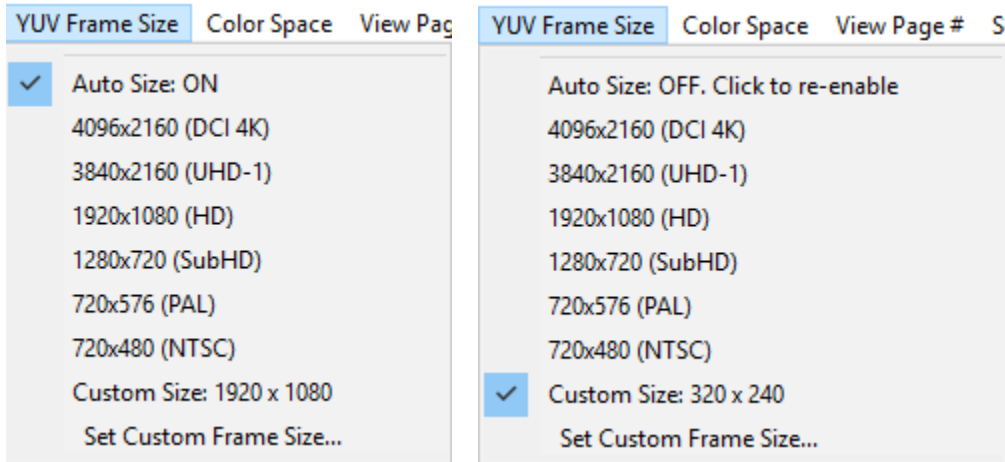 YUV Frame Size Color Space View Pag
Auto Size: ON
4096x2160 (DCI 4K)
3840x2160 (UHD-1)
1920x1080 (HD)
1280x720 (SubHD)
720x576 (PAL)
720x480 (NTSC)
Custom Size: 1920 x 1080
Set Custom Frame Size...
YUV Frame Size Color Space View Page # S
Auto Size: OFF. Click to re-enable
4096x2160 (DCI 4K)
3840x2160 (UHD-1)
1920x1080 (HD)
1280x720 (SubHD)
720x576 (PAL)
720x480 (NTSC)
Custom Size: 320 x 240
Set Custom Frame Size...